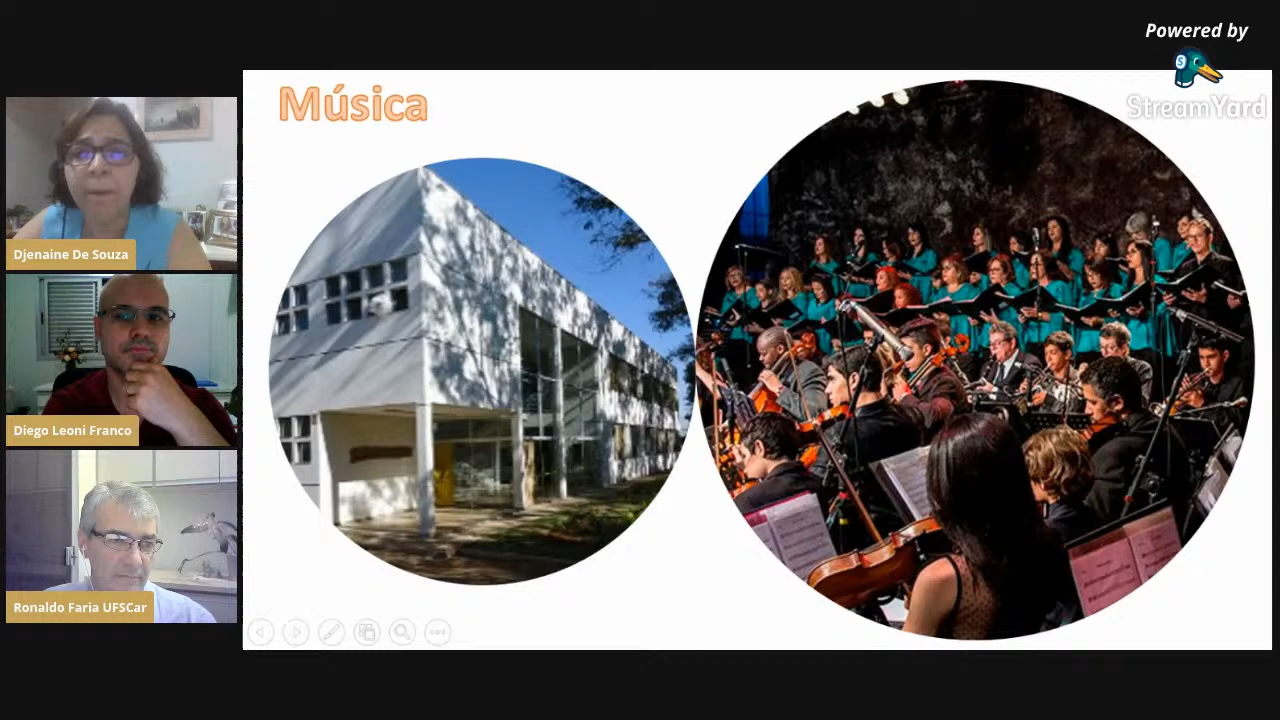 Powered by
StreamYard
Música
Djenaine De Souza
Diego Leoni Franco
Ronaldo Faria UFSCar